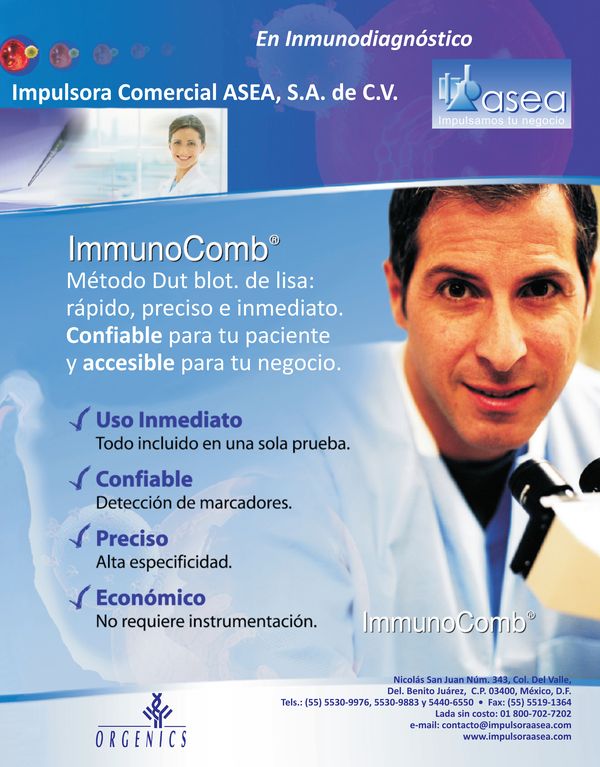 En Inmunodiagnóstico
Impulsora Comercial ASEA, S.A. de C.V.
asea
Impulsamos tu negocio
ImmunoComb®
Método Dut blot. de lisa:
rápido, preciso e inmediato.
Confiable para tu paciente
y accesible para tu negocio.
Uso Inmediato
Todo incluido en una sola prueba.
Confiable
Detección de marcadores.
Preciso
Alta especificidad.
Económico
No requiere instrumentación.
ImmunoComb®
Nicolás San Juan Núm. 343, Col. Del Valle,
Del. Benito Juárez, C.P. 03400, México, D.F.
Tels.: (55) 5530-9976, 5530-9883 y 5440-6550 • Fax: (55) 5519-1364
Lada sin costo: 01 800-702-7202
e-mail: contacto@impulsoraasea.com
www.impulsoraasea.com
ORGENICS